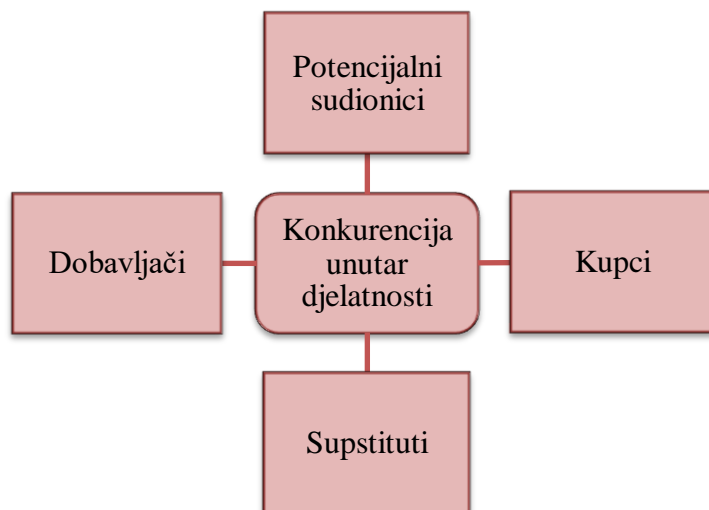 Potencijalni
sudionici
Dobavljači
Konkurencija
unutar
djelatnosti
Kupci
Supstituti